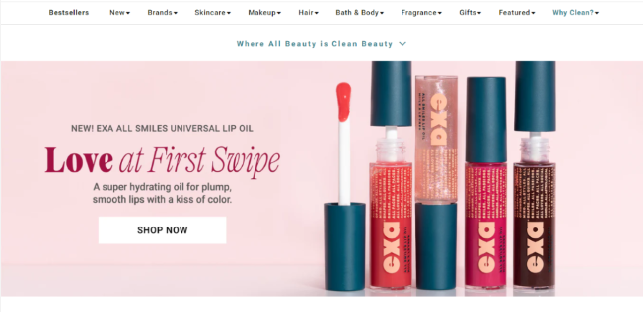 Bestsellers New Brands Skincare Makeup Hair Bath & Body Fragrance Gifts Featured Why Clean?
Where All Beauty is Clean Beauty
NEW! EXA ALL SMILES UNIVERSAL LIP OIL
Love at First Swipe
A super hydrating oil for plump,
smooth lips with a kiss of color.
SHOP NOW
exa
exa
exa
exa